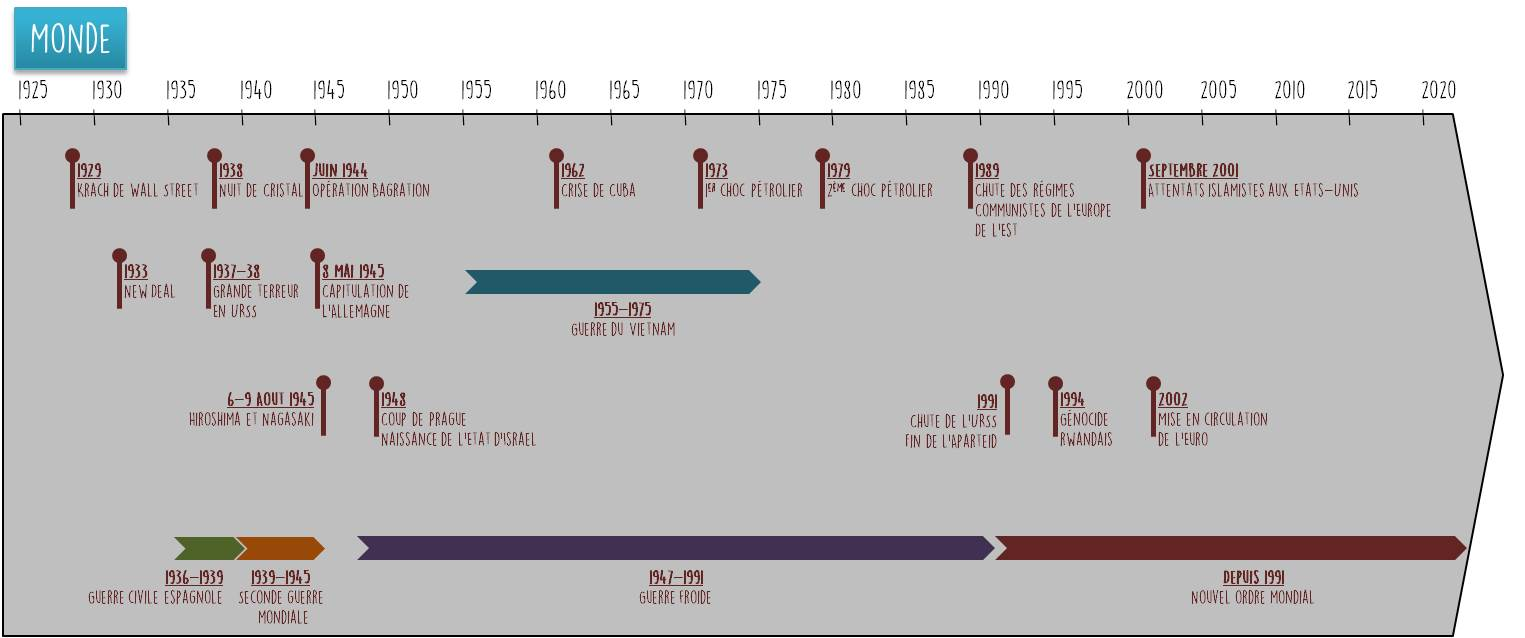 MONDE
1925 1930 1935 1940 1945 1950 1955 1960 1965 1970 1975 1980 1985 1990 1995 2000 2005 2010 2015 2020
1929
KRACH DE WALL STREET
1938
NUIT DE CRISTAL
JUIN 1944
OPÉRATION BAGRATION
1962
CRISE DE CUBA
1973
1ER CHOC PÉTROLIER
1979
2ÈME CHOC PÉTROLIER
1989
CHUTE DES RÉGIMES
COMMUNISTES DE L'EUROPE
DE L'EST
SEPTEMBRE 2001
ATTENTATS ISLAMISTES AUX ETATS-UNIS
1933
NEW DEAL
1937-38
GRANDE TERREUR
EN URSS
8 MAI 1945
CAPITULATION DE
L'ALLEMAGNE
1955-1975
GUERRE DU VIETNAM
6-9 AOUT 1945
HIROSHIMA ET NAGASAKI
1948
COUP DE PRAGUE
NAISSANCE DE L'ETAT D'ISRAEL
1991
CHUTE DE L'URSS
FIN DE L'APARTEID
1994
GÉNOCIDE
RWANDAIS
2002
MISE EN CIRCULATION
DE L'EURO
1936-1939
GUERRE CIVILE ESPAGNOLE
1939-1945
SECONDE GUERRE
MONDIALE
1947-1991
GUERRE FROIDE
DEPUIS 1991
NOUVEL ORDRE MONDIAL